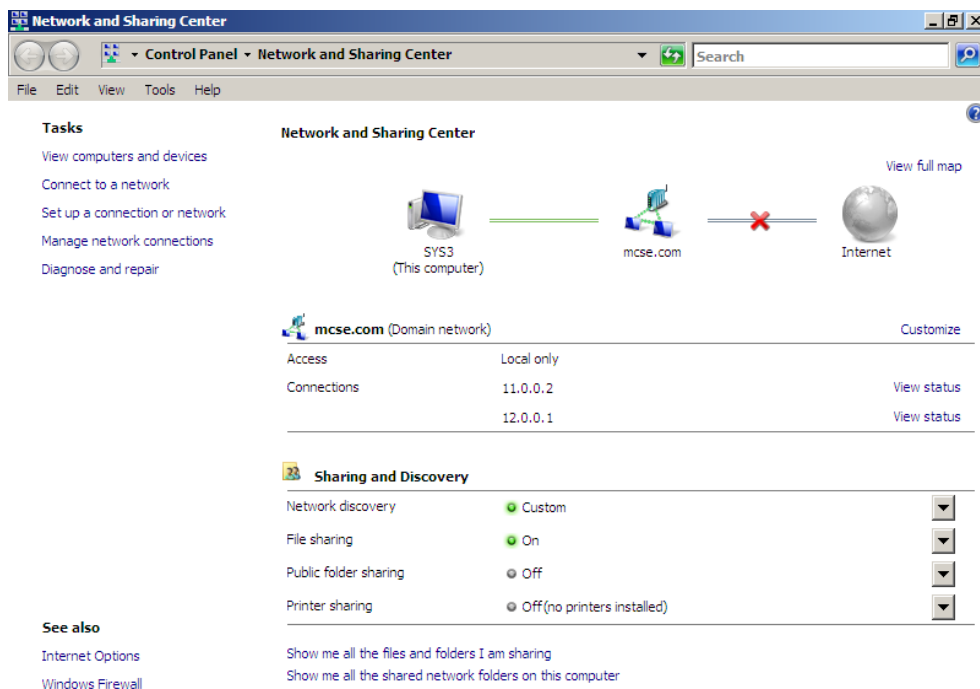 Network and Sharing Center
Control Panel Network and Sharing Center Search
File Edit View Tools Help
Tasks
View computers and devices
Connect to a network
Set up a connection or network
Manage network connections
Diagnose and repair
Network and Sharing Center
View full map
SYS3
(This computer)
mcse.com
Internet
mcse.com (Domain network) Customize
Access Local only
Connections 11.0.0.2 View status
12.0.0.1 View status
Sharing and Discovery
Network discovery Custom
File sharing On
Public folder sharing Off
Printer sharing Off (no printers installed)
Show me all the files and folders I am sharing
Show me all the shared network folders on this computer
See also
Internet Options
Windows Firewall